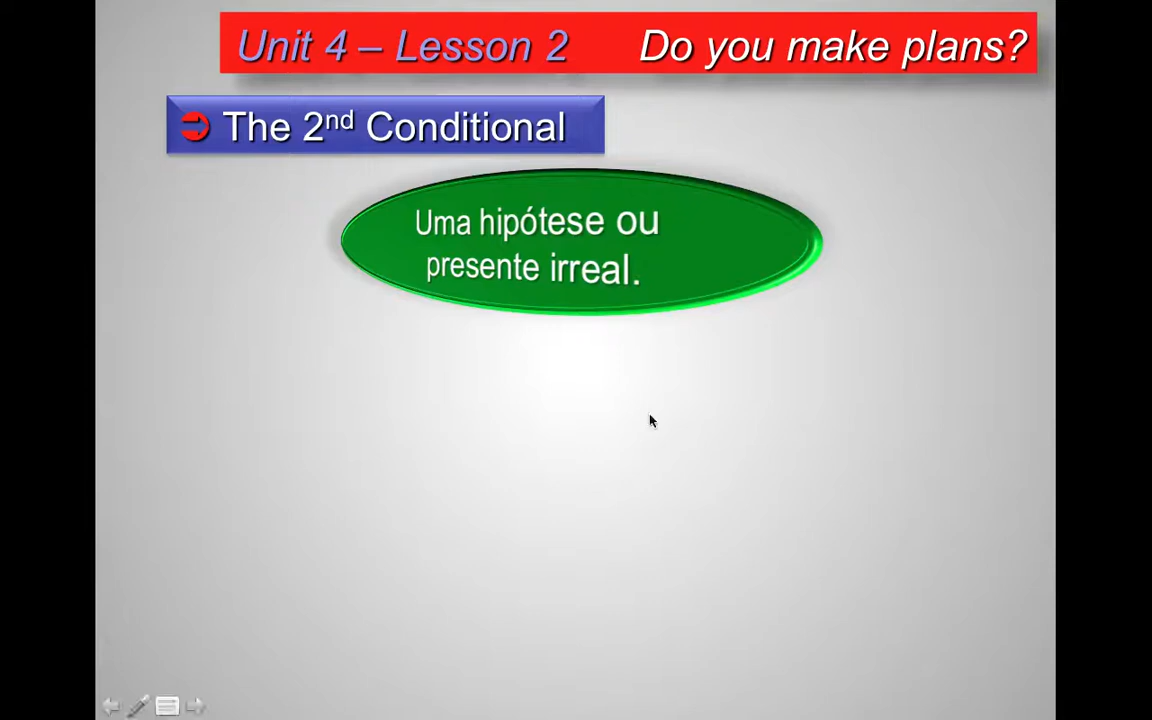 Unit 4 – Lesson 2 Do you make plans?
The 2nd Conditional
Uma hipótese ou
presente irreal.